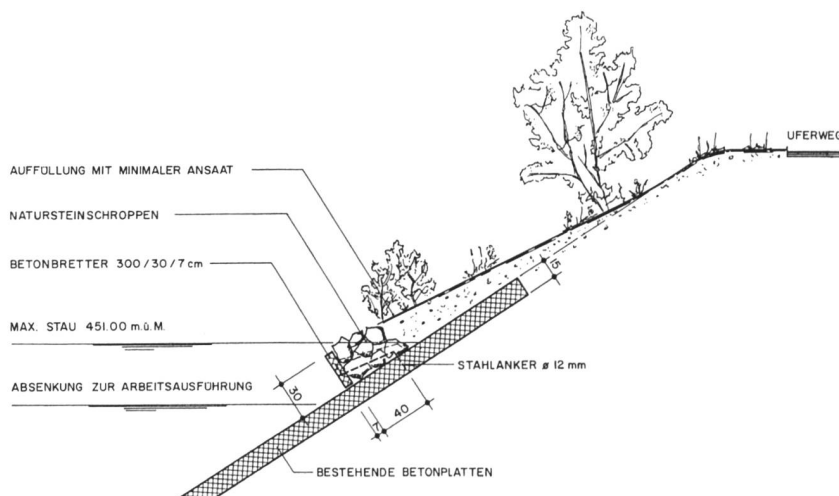 UFERWEG
AUFFÜLLUNG MIT MINIMALER ANSAAT
NATURSTEINSCHROPPEN
BETONBRETTER 300/30/7 cm
15
MAX. STAU 451.00 m.ü.M.
STAHLANKER ø 12 mm
ABSENKUNG ZUR ARBEITSAUSFÜHRUNG
30
7
40
BESTEHENDE BETONPLATTEN